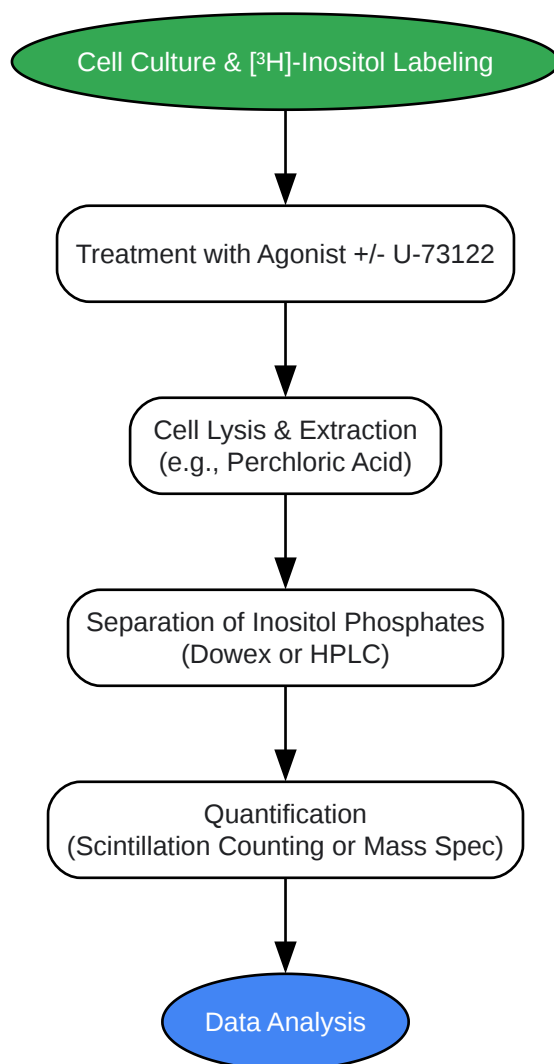 Cell Culture & [³H]-Inositol Labeling
Treatment with Agonist +/- U-73122
Cell Lysis & Extraction
(e.g., Perchloric Acid)
Separation of Inositol Phosphates
(Dowex or HPLC)
Quantification
(Scintillation Counting or Mass Spec)
Data Analysis